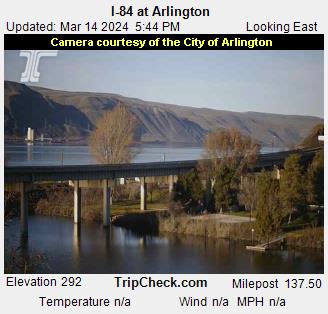 I-84 at Arlington
Updated: Mar 14 2024 5:44 PM Looking East
Camera courtesy of the City of Arlington
Elevation 292 TripCheck.com Milepost 137.50
Temperature n/a Wind n/a MPH n/a